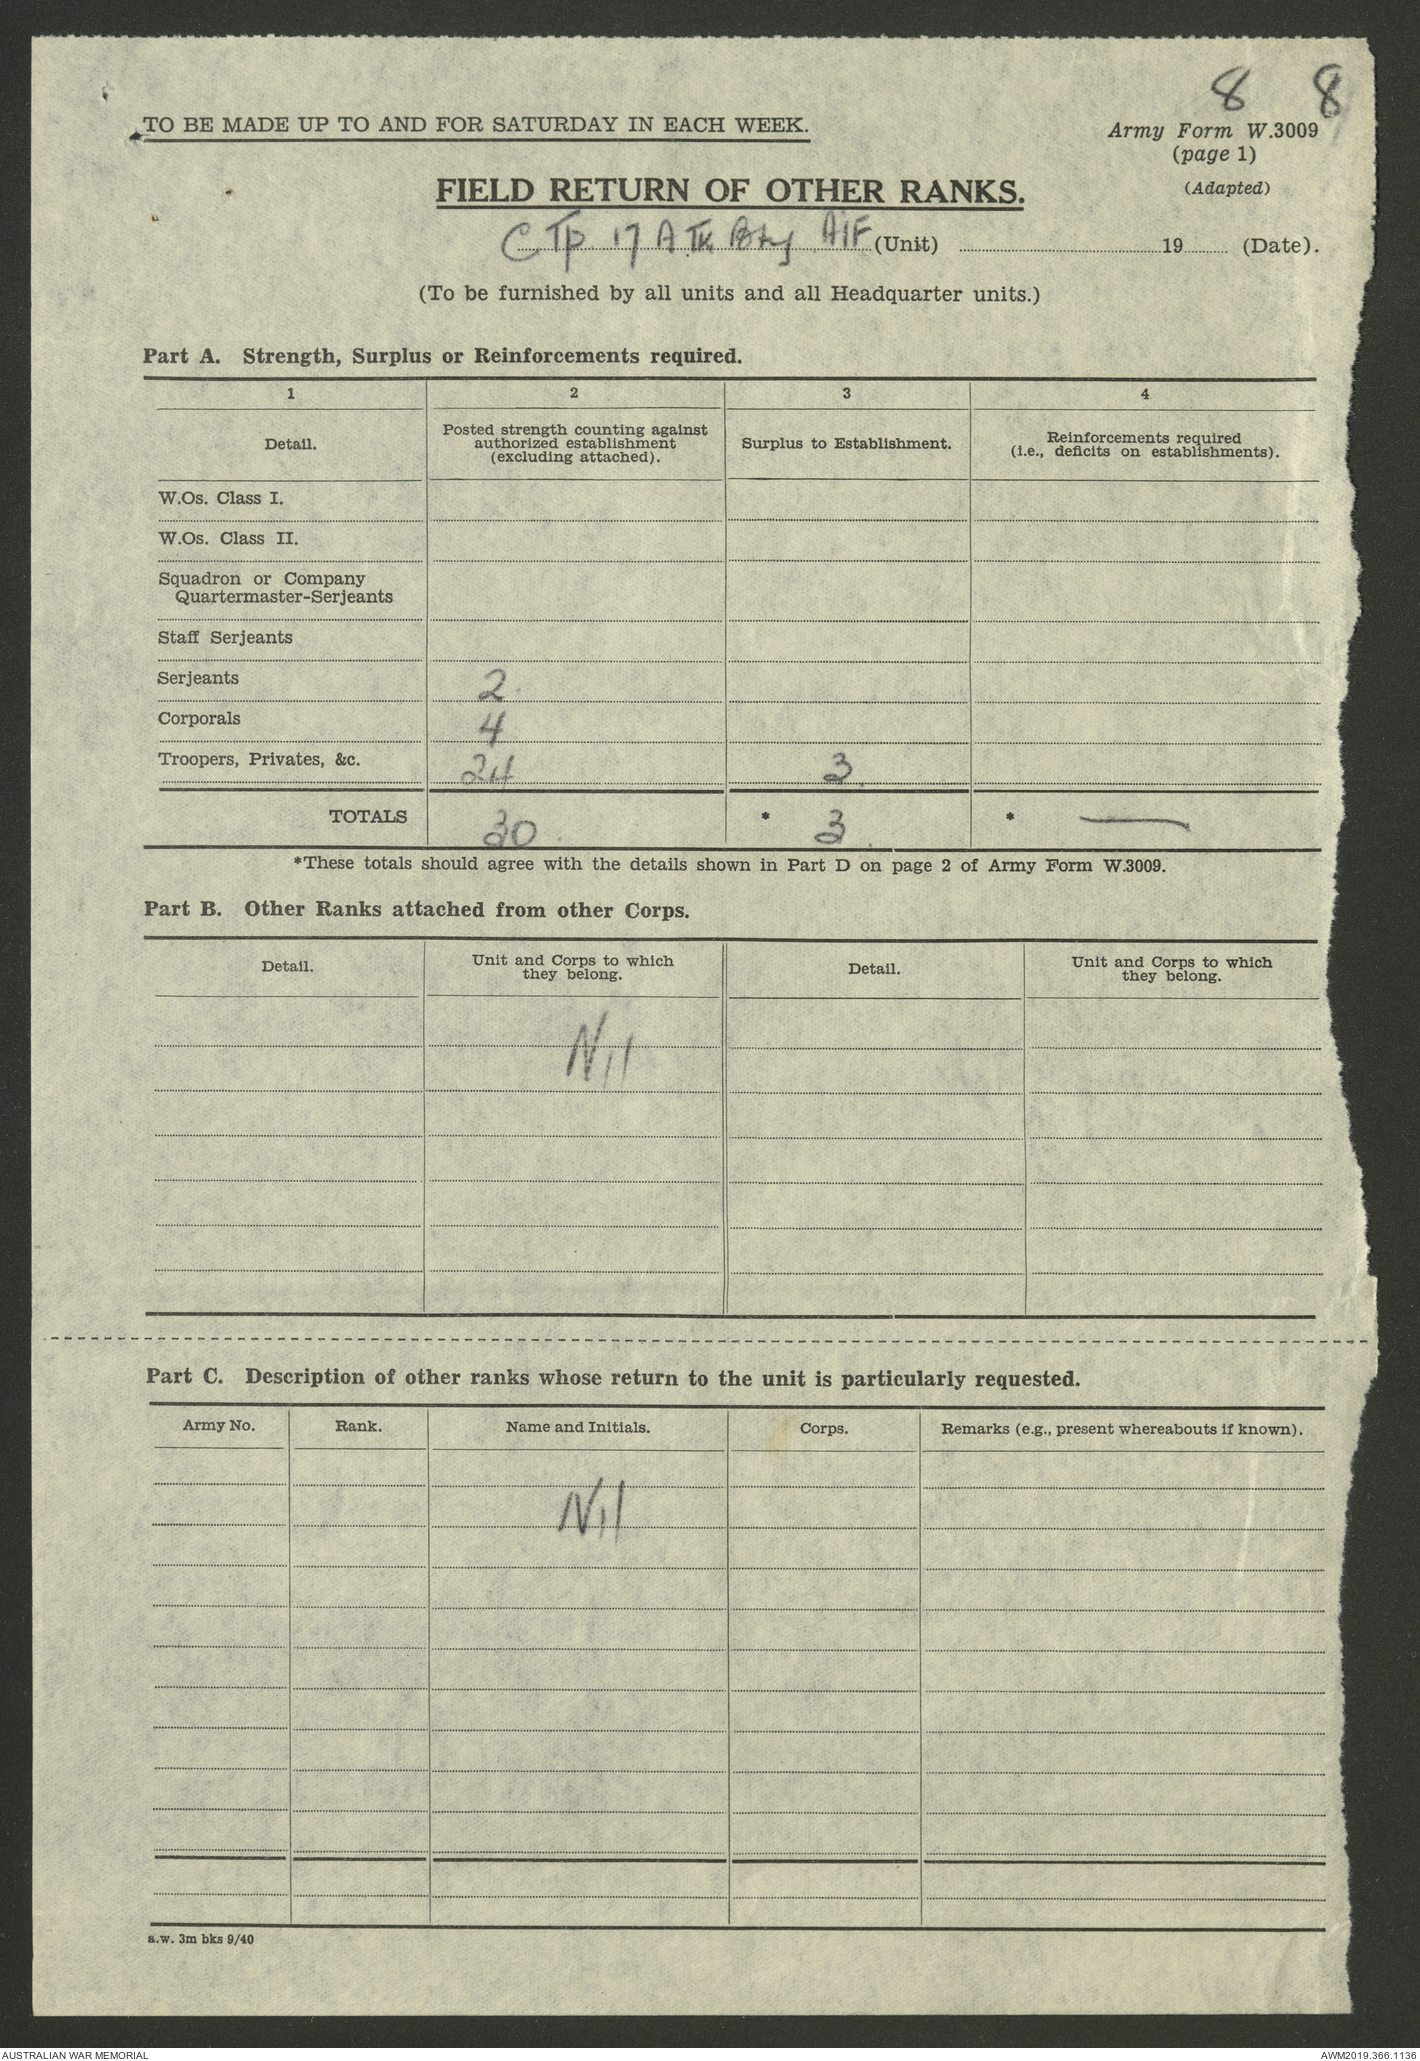 8 8
TO BE MADE UP TO AND FOR SATURDAY IN EACH WEEK.
Army Form W.3009
(page 1)
(Adapted)
FIELD RETURN OF OTHER RANKS.
C Tp 17 A Tk Bty AIF (Unit) 19 (Date).
(To be furnished by all units and all Headquarter units.)
Part A. Strength, Surplus or Reinforcements required.
1 2 3 4
Detail.
Posted strength counting against
authorized establishment
(excluding attached).
Surplus to Establishment.
Reinforcements required
(i.e., deficits on establishments).
W.Os. Class I.
W.Os. Class II.
Squadron or Company
Quartermaster-Serjeants
Staff Serjeants
Serjeants 2
Corporals 4
Troopers, Privates, &c. 24 3
TOTALS 30 * 3 * —
*These totals should agree with the details shown in Part D on page 2 of Army Form W.3009.
Part B. Other Ranks attached from other Corps.
Detail.
Unit and Corps to which
they belong.
Detail.
Unit and Corps to which
they belong.
Nil
Part C. Description of other ranks whose return to the unit is particularly requested.
Army No. Rank. Name and Initials. Corps. Remarks (e.g., present whereabouts if known).
Nil
a.w. 3m bks 9/40
AUSTRALIAN WAR MEMORIAL AWM2019.366.1136